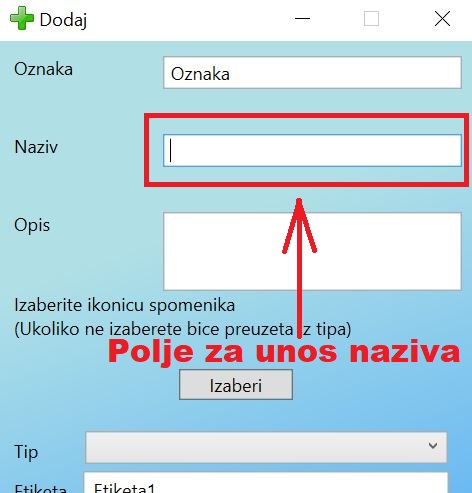 Dodaj
Oznaka
Oznaka
Naziv
Opis
Izaberite ikonicu spomenika
(Ukoliko ne izaberete bice preuzeta iz tipa)
Polje za unos naziva
Izaberi
Tip
Etiketa
Etiketa1